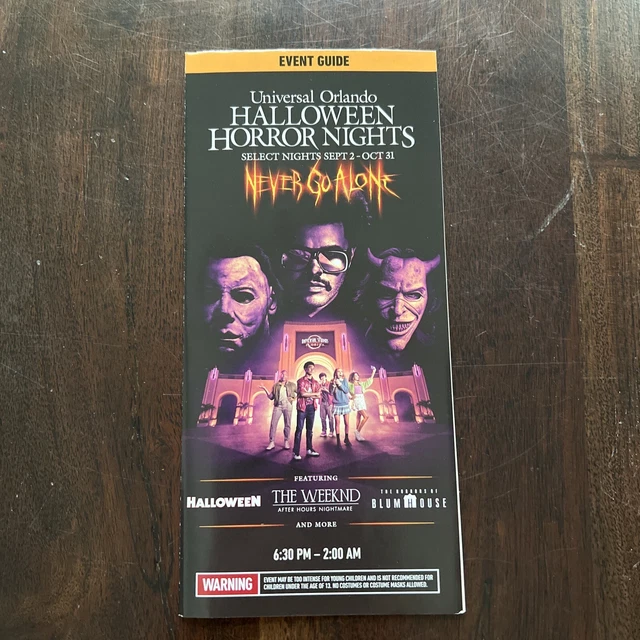 EVENT GUIDE
Universal Orlando
HALLOWEEN
HORROR NIGHTS
SELECT NIGHTS SEPT 2 - OCT 31
NEVER GO ALONE
FEATURING
HALLOWEEN
THE WEEKND
AFTER HOURS NIGHTMARE
THE HORRORS OF
BLUMHOUSE
AND MORE
6:30 PM – 2:00 AM
WARNING
EVENT MAY BE TOO INTENSE FOR YOUNG CHILDREN AND IS NOT RECOMMENDED FOR
CHILDREN UNDER THE AGE OF 13. NO COSTUMES OR COSTUME MASKS ALLOWED.